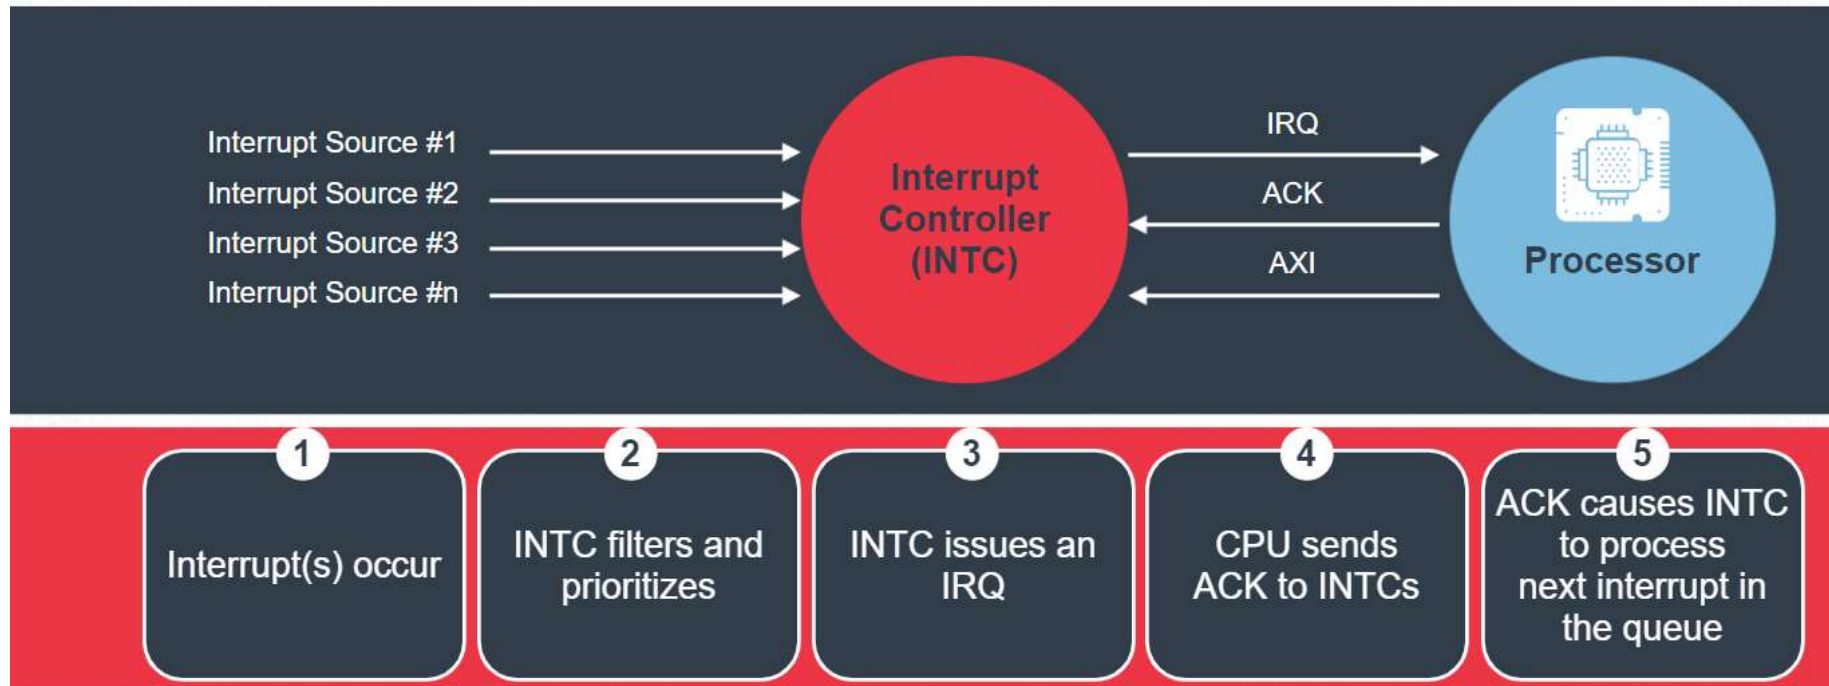 Interrupt Source #1
Interrupt Source #2
Interrupt Source #3
Interrupt Source #n
Interrupt
Controller
(INTC)
IRQ
ACK
AXI
Processor
1
Interrupt(s) occur
2
INTC filters and
prioritizes
3
INTC issues an
IRQ
4
CPU sends
ACK to INTCs
5
ACK causes INTC
to process
next interrupt in
the queue